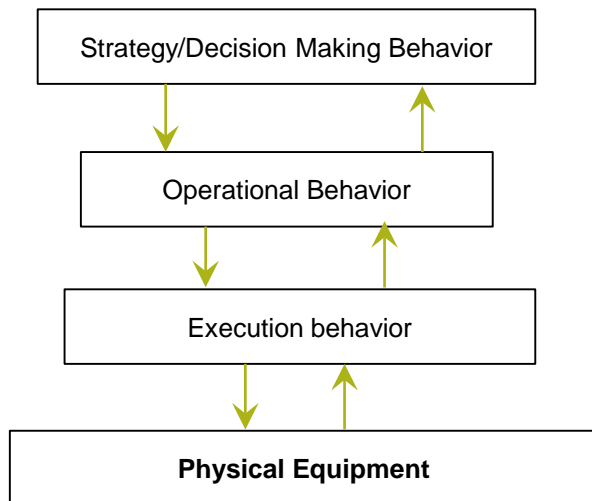 Strategy/Decision Making Behavior
Operational Behavior
Execution behavior
Physical Equipment